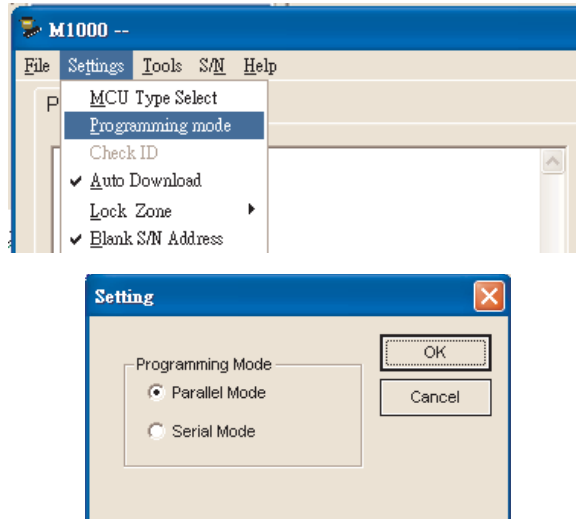 M1000 --
File Settings Tools S/N Help
P
MCU Type Select
Programming mode
Check ID
Auto Download
Lock Zone
Blank S/N Address
Setting
Programming Mode
OK
Parallel Mode
Cancel
Serial Mode